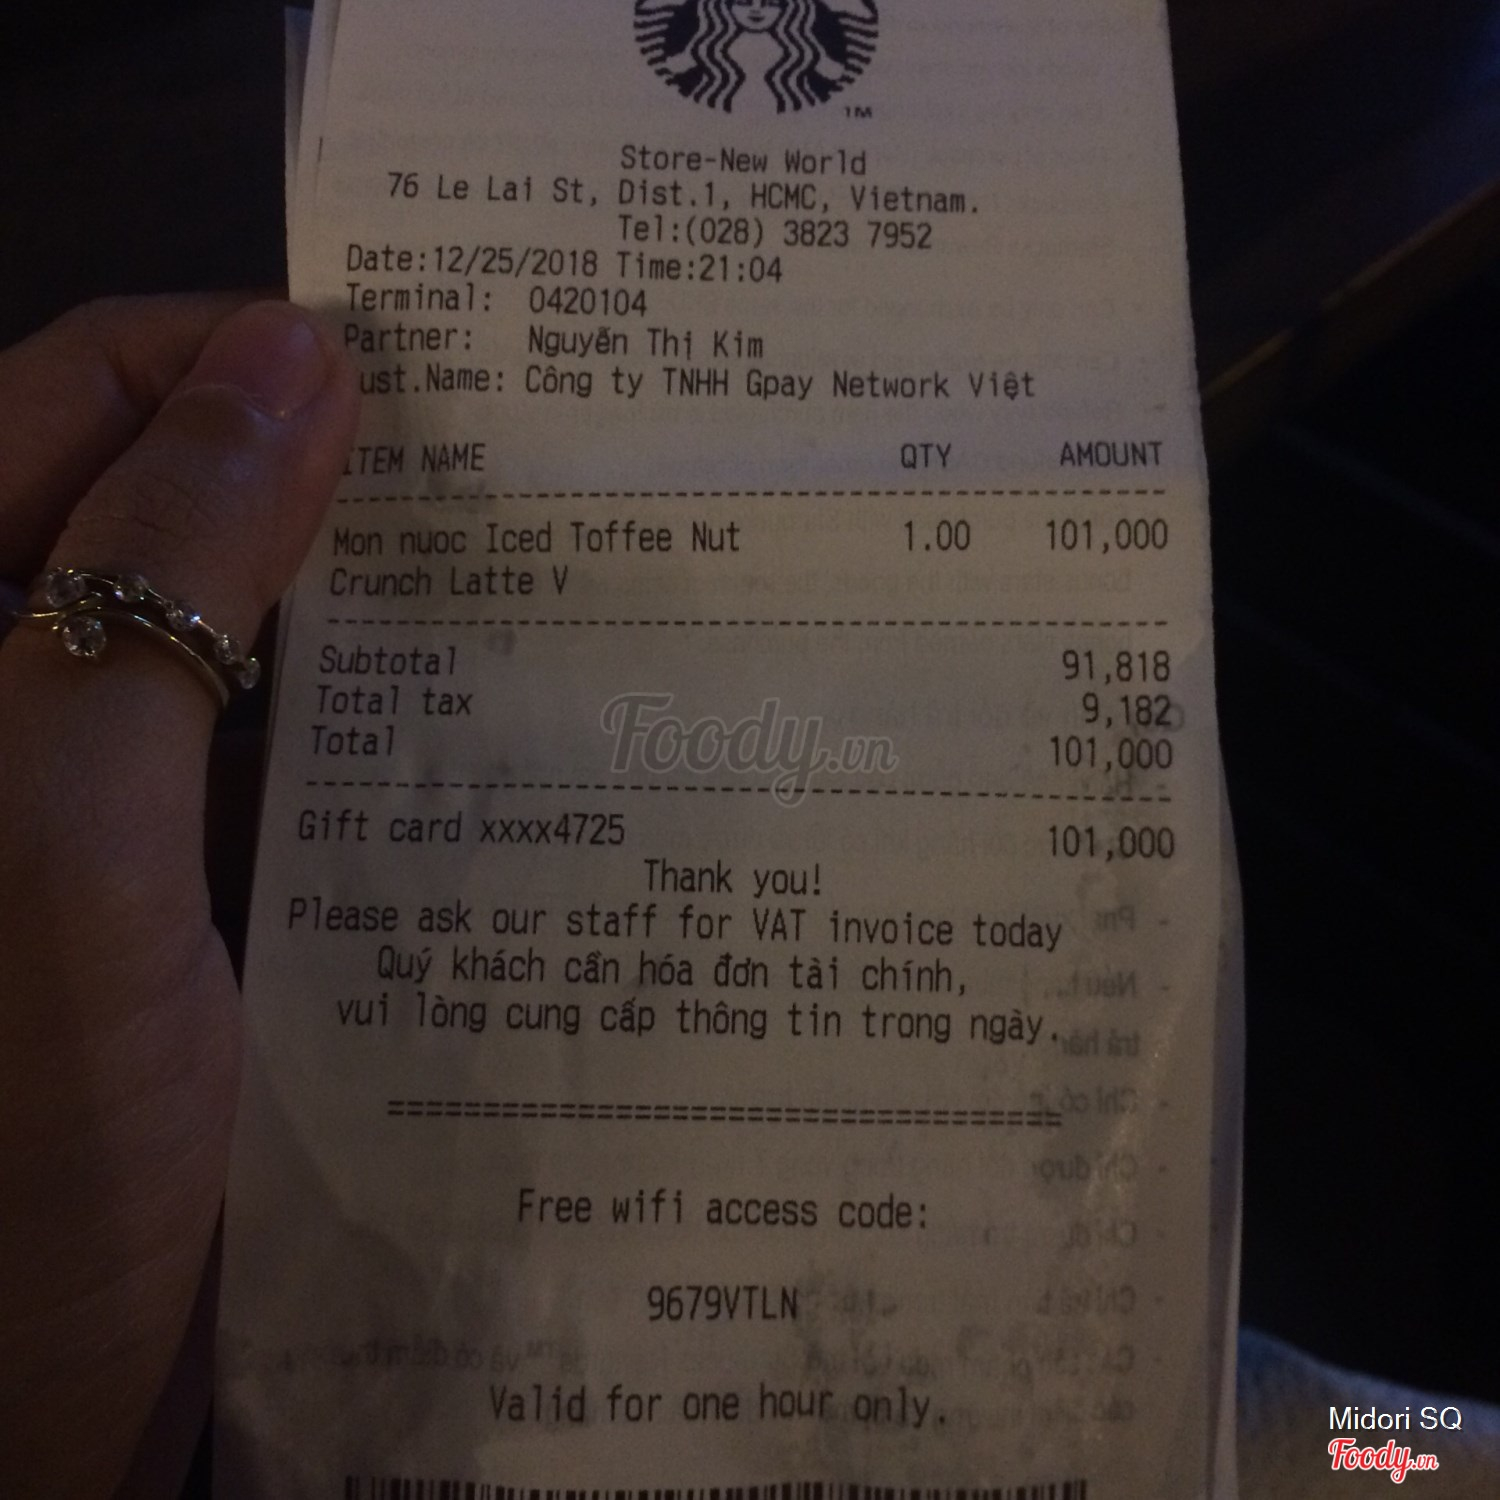 TM
Store-New World
76 Le Lai St, Dist.1, HCMC, Vietnam.
Tel:(028) 3823 7952
Date:12/25/2018 Time:21:04
Terminal: 0420104
Partner: Nguyễn Thị Kim
ust.Name: Công ty TNHH Gpay Network Việt
ITEM NAME QTY AMOUNT
Mon nuoc Iced Toffee Nut 1.00 101,000
Crunch Latte V
Subtotal 91,818
Total tax 9,182
Total 101,000
Foody.vn
Gift card xxxx4725 101,000
Thank you!
Please ask our staff for VAT invoice today
Quý khách cần hóa đơn tài chính,
vui lòng cung cấp thông tin trong ngày.
===================================
Free wifi access code:
9679VTLN
Valid for one hour only.
Midori SQ
Foody.vn